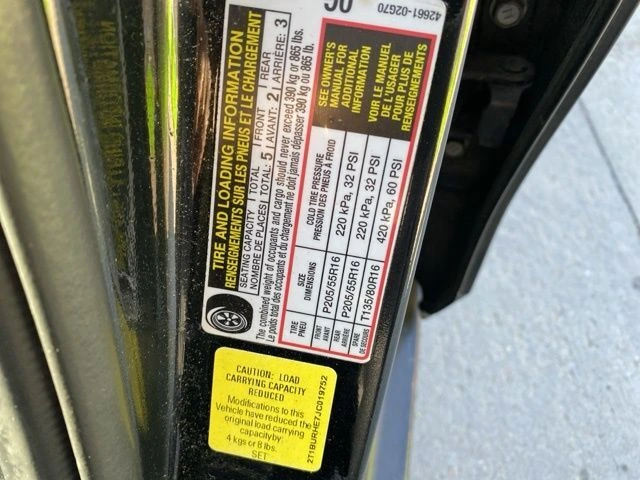 TIRE AND LOADING INFORMATION
RENSEIGNEMENTS SUR LES PNEUS ET LE CHARGEMENT
SEATING CAPACITY TOTAL FRONT REAR
NOMBRE DE PLACES TOTAL: 5 AVANT: 2 ARRIÈRE: 3
The combined weight of occupants and cargo should never exceed 390 kg or 865 lbs.
Le poids total des occupants et du chargement ne doit jamais dépasser 390 kg ou 865 lb.
TIRE
PNEU
SIZE
DIMENSIONS
COLD TIRE PRESSURE
PRESSION DES PNEUS À FROID
FRONT
AVANT
P205/55R16
220 kPa, 32 PSI
REAR
ARRIÈRE
P205/55R16
220 kPa, 32 PSI
SPARE
DE SECOURS
T135/80R16
420 kPa, 60 PSI
SEE OWNER'S
MANUAL FOR
ADDITIONAL
INFORMATION
VOIR LE MANUEL
DE L'USAGER
POUR PLUS DE
RENSEIGNEMENTS
42661-02G70
CAUTION: LOAD
CARRYING CAPACITY
REDUCED
Modifications to this
Vehicle have reduced the
original load carrying
capacity by
4 kgs or 8 lbs.
SET
2T1BURHE7JC019752